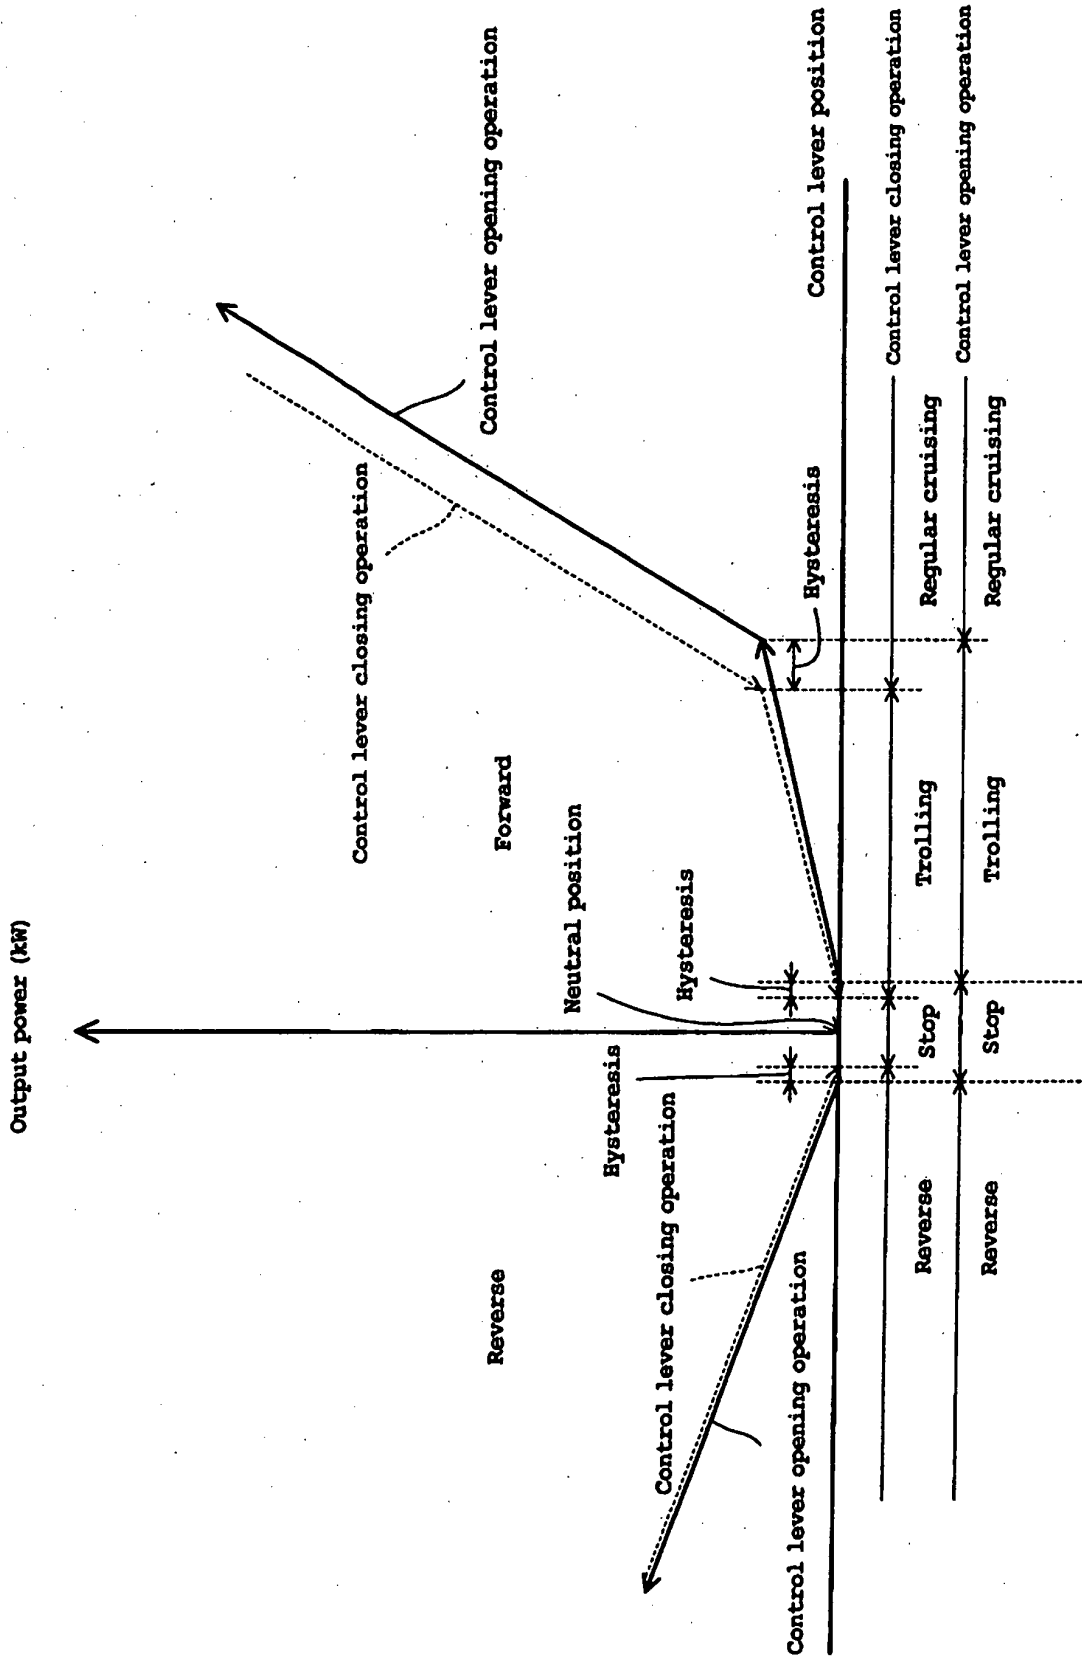 Output power (kW)
Reverse
Forward
Control lever closing operation
Control lever opening operation
Neutral position
Hysteresis
Hysteresis
Control lever closing operation
Control lever opening operation
Hysteresis
Control lever position
Reverse
Stop
Trolling
Regular cruising
Control lever closing operation
Reverse
Stop
Trolling
Regular cruising
Control lever opening operation